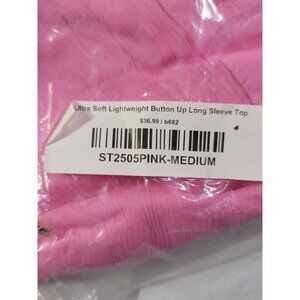 Ultra Soft Lightweight Button Up Long Sleeve Top
$36.99 / b682
ST2505PINK-MEDIUM